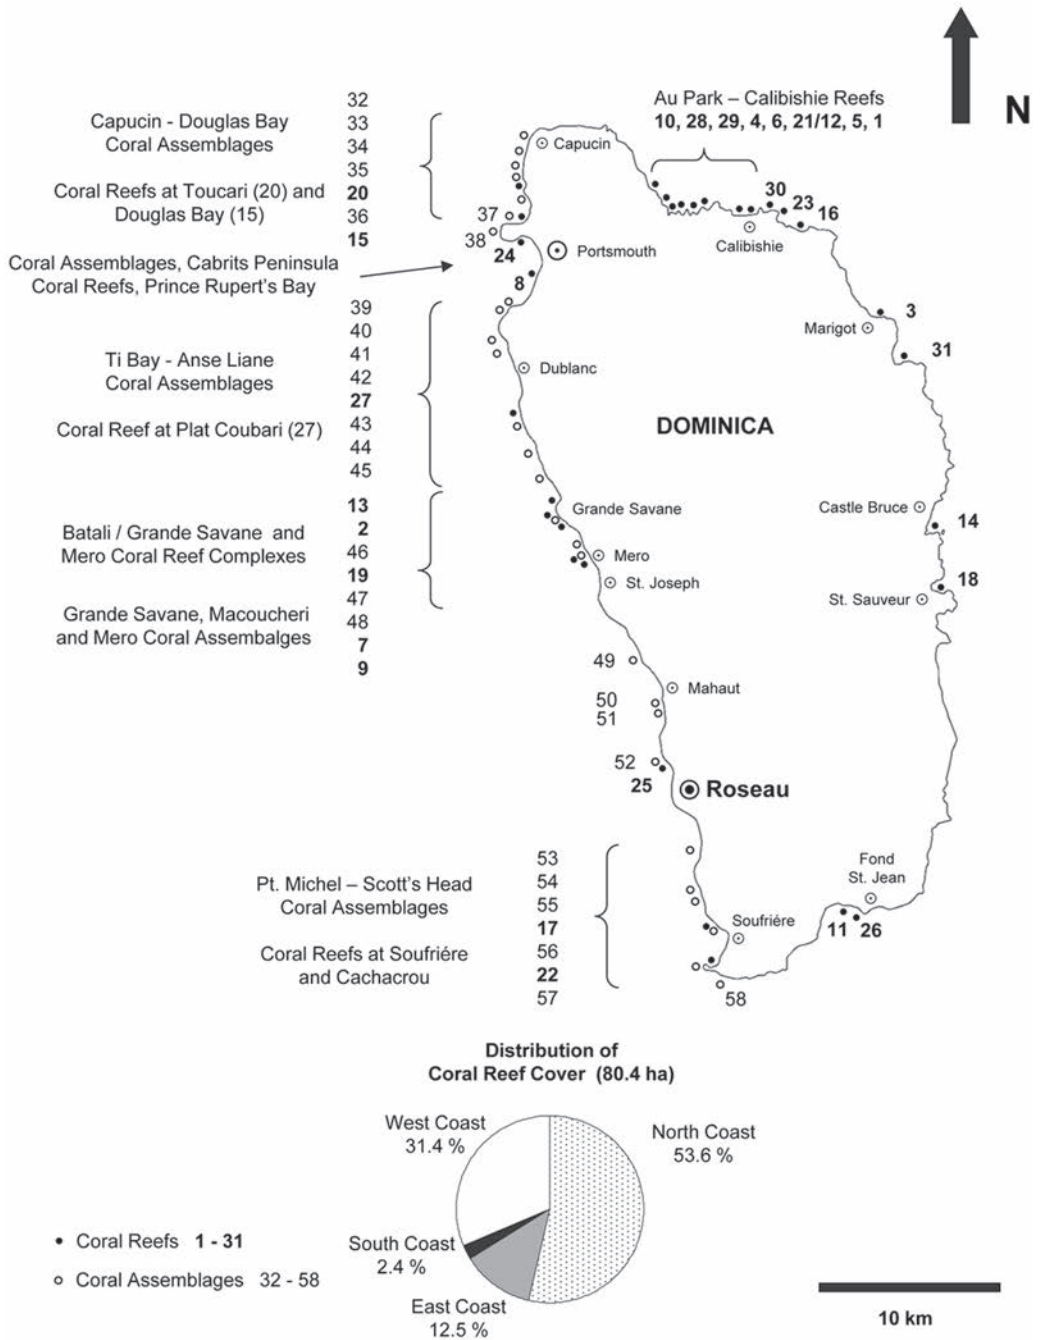 N
Au Park – Calibishie Reefs
10, 28, 29, 4, 6, 21/12, 5, 1
30
23
16
Capucin
Calibishie
Portsmouth
Capucin - Douglas Bay
Coral Assemblages
Coral Reefs at Toucari (20) and
Douglas Bay (15)
32
33
34
35
20
36
15
37
38
24
8
Coral Assemblages, Cabrits Peninsula
Coral Reefs, Prince Rupert's Bay
Ti Bay - Anse Liane
Coral Assemblages
Coral Reef at Plat Coubari (27)
39
40
41
42
27
43
44
45
Dublanc
Marigot
3
31
DOMINICA
Batali / Grande Savane and
Mero Coral Reef Complexes
Grande Savane, Macoucheri
and Mero Coral Assembalges
13
2
46
19
47
48
7
9
Grande Savane
Mero
St. Joseph
Castle Bruce
14
18
St. Sauveur
49
Mahaut
50
51
52
25
Roseau
Pt. Michel – Scott's Head
Coral Assemblages
Coral Reefs at Soufriére
and Cachacrou
53
54
55
17
56
22
57
Soufriére
58
Fond
St. Jean
11
26
Distribution of
Coral Reef Cover (80.4 ha)
West Coast
31.4 %
North Coast
53.6 %
South Coast
2.4 %
East Coast
12.5 %
Coral Reefs 1 - 31
Coral Assemblages 32 - 58
10 km